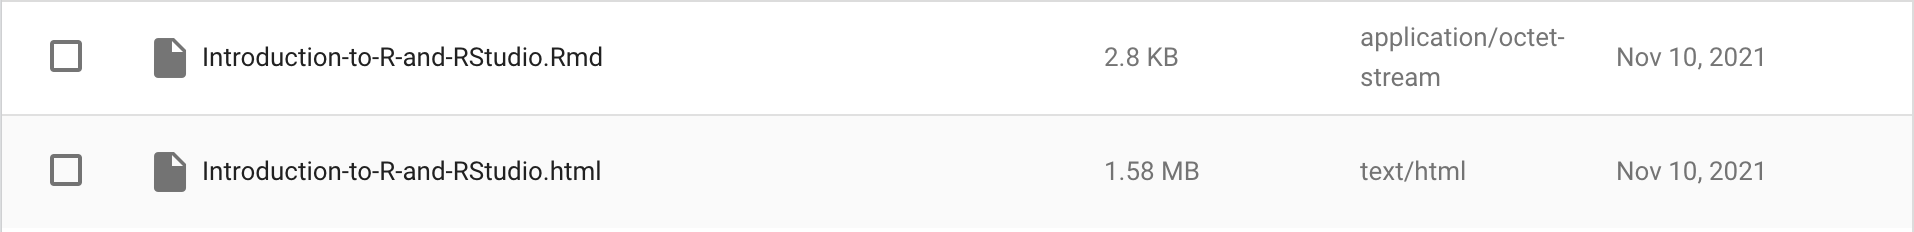 Introduction-to-R-and-RStudio.Rmd 2.8 KB application/octet-
stream Nov 10, 2021
Introduction-to-R-and-RStudio.html 1.58 MB text/html Nov 10, 2021